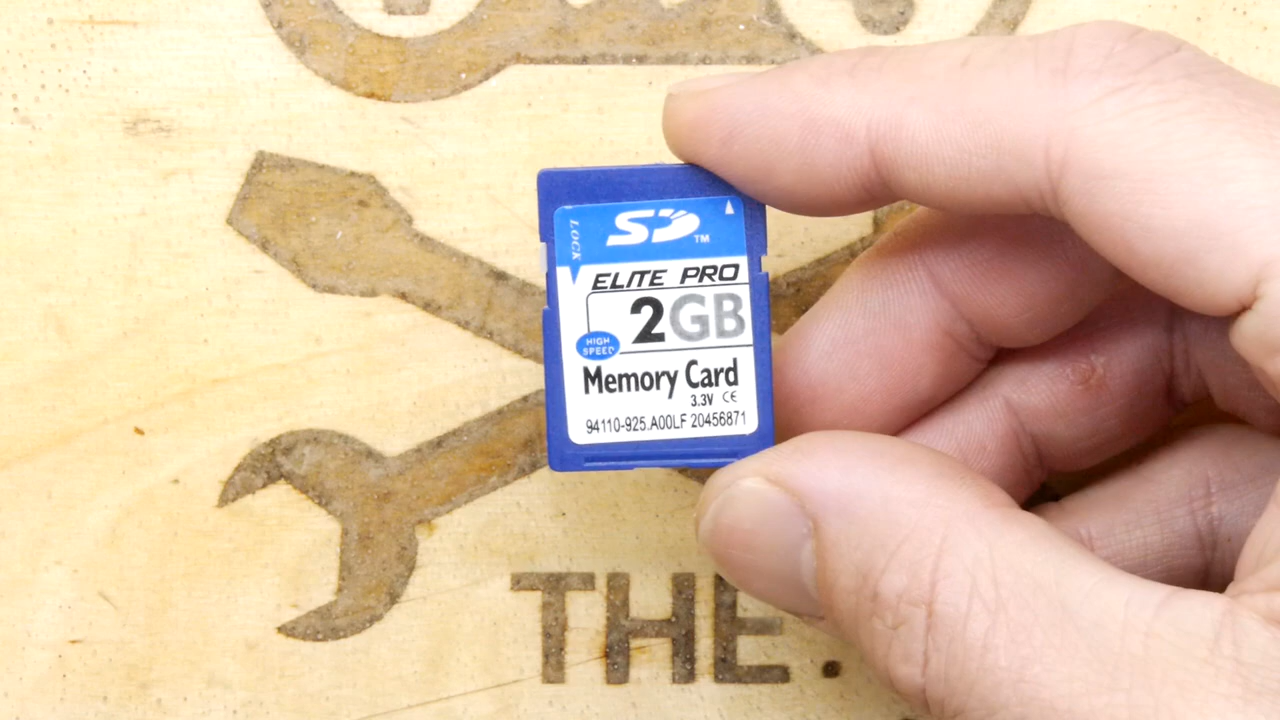 SD™
LOCK
ELITE PRO
2GB
HIGH
SPEED
Memory Card
3.3V CE
94110-925.A00LF 20456871
THE.